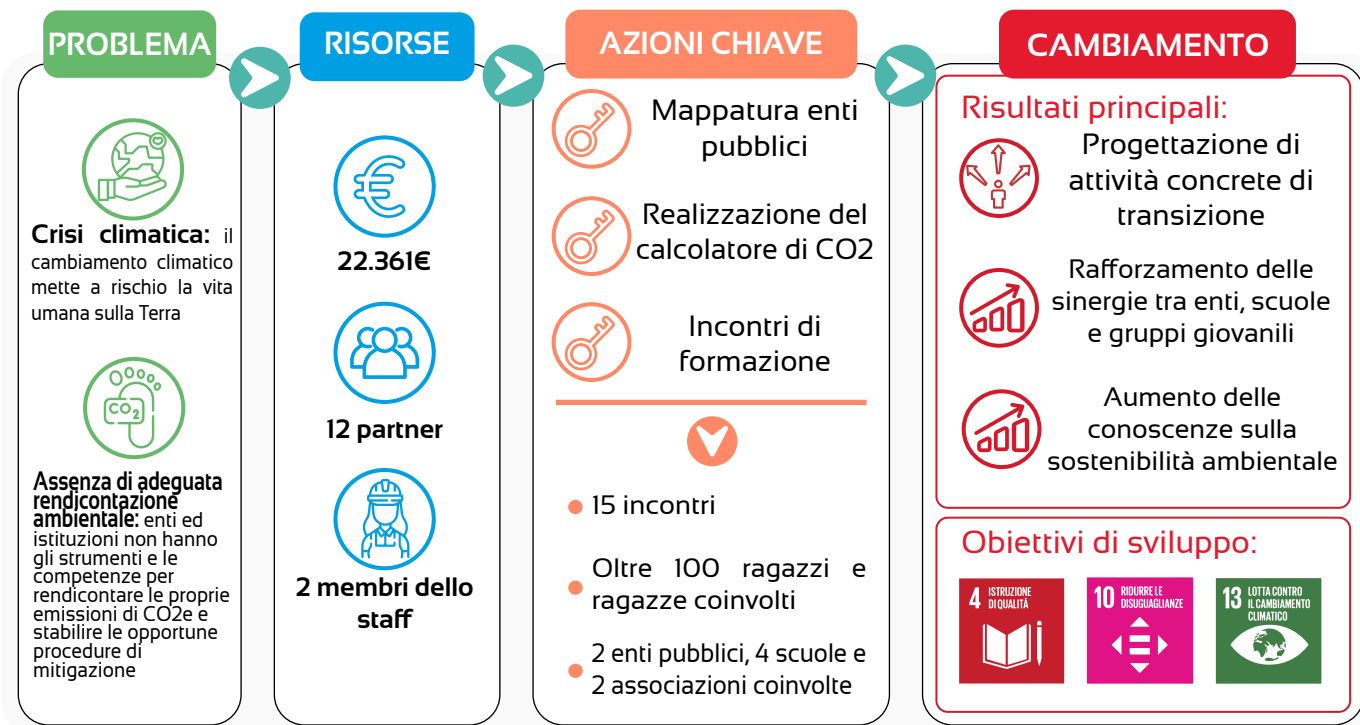 PROBLEMA
Crisi climatica: il
cambiamento climatico
mette a rischio la vita
umana sulla Terra
CO2
Assenza di adeguata
rendicontazione
ambientale: enti ed
istituzioni non hanno
gli strumenti e le
competenze per
rendicontare le proprie
emissioni di CO2e e
stabilire le opportune
procedure di
mitigazione
RISORSE
€
22.361€
12 partner
2 membri dello
staff
AZIONI CHIAVE
Mappatura enti
pubblici
Realizzazione del
calcolatore di CO2
Incontri di
formazione
15 incontri
Oltre 100 ragazzi e
ragazze coinvolti
2 enti pubblici, 4 scuole e
2 associazioni coinvolte
CAMBIAMENTO
Risultati principali:
Progettazione di
attività concrete di
transizione
Rafforzamento delle
sinergie tra enti, scuole
e gruppi giovanili
Aumento delle
conoscenze sulla
sostenibilità ambientale
Obiettivi di sviluppo:
4 ISTRUZIONE
DI QUALITÀ
10 RIDURRE LE
DISUGUAGLIANZE
13 LOTTA CONTRO
IL CAMBIAMENTO
CLIMATICO